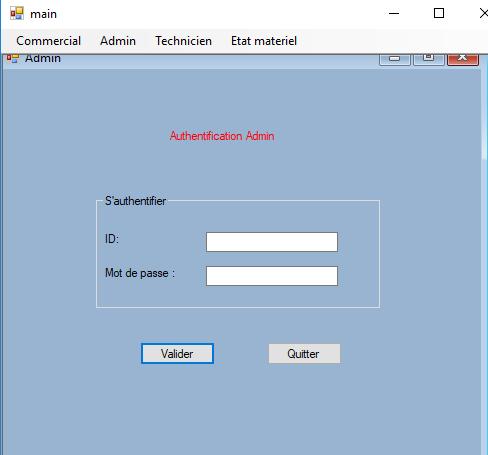 main
Commercial Admin Technicien Etat materiel
Admin
Authentification Admin
S'authentifier
ID:
Mot de passe :
Valider Quitter